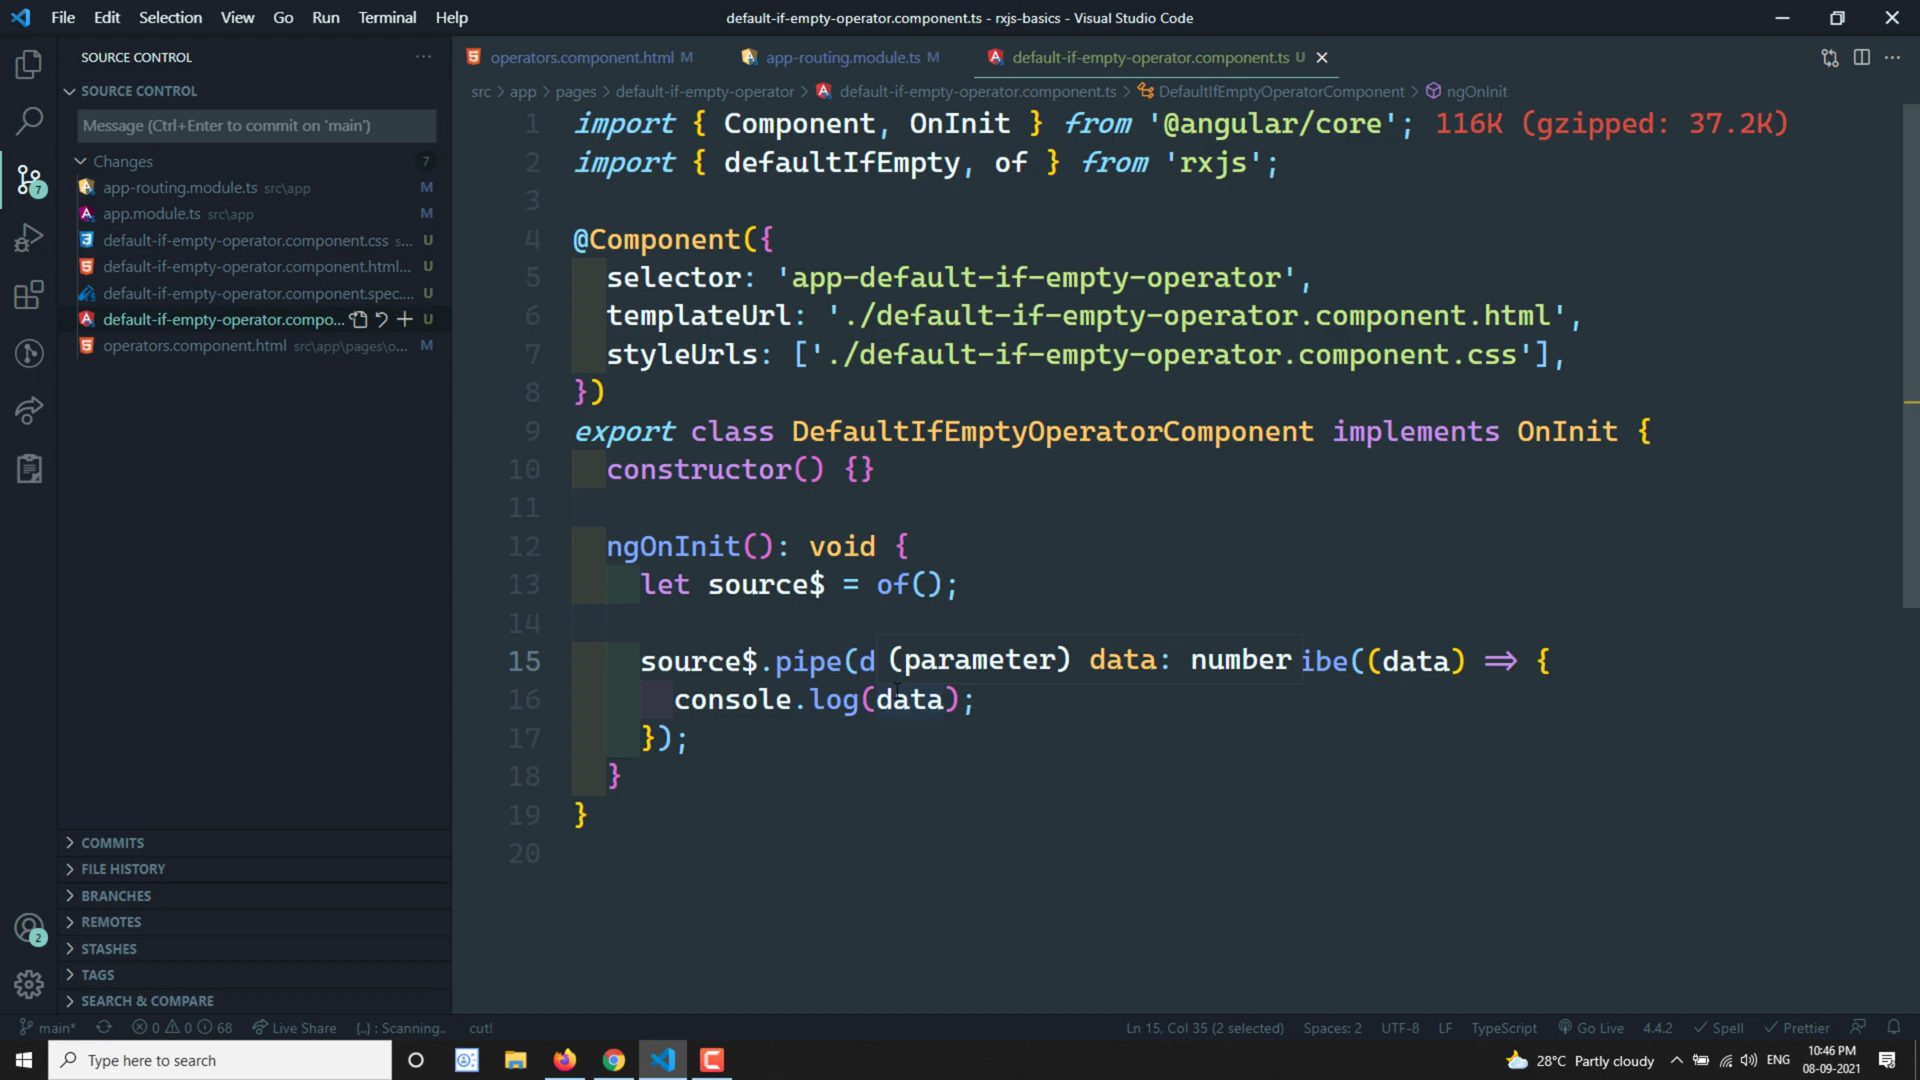 File Edit Selection View Go Run Terminal Help
default-if-empty-operator.component.ts - rxjs-basics - Visual Studio Code
SOURCE CONTROL
SOURCE CONTROL
Message (Ctrl+Enter to commit on 'main')
Changes 7
app-routing.module.ts src\app M
app.module.ts src\app M
default-if-empty-operator.component.css s... U
default-if-empty-operator.component.html... U
default-if-empty-operator.component.spec.... U
default-if-empty-operator.compo... U
operators.component.html src\app\pages\o... M
7
2
COMMITS
FILE HISTORY
BRANCHES
REMOTES
STASHES
TAGS
SEARCH & COMPARE
operators.component.html M app-routing.module.ts M default-if-empty-operator.component.ts U
src > app > pages > default-if-empty-operator > default-if-empty-operator.component.ts > DefaultIfEmptyOperatorComponent > ngOnInit
1 import { Component, OnInit } from '@angular/core'; 116K (gzipped: 37.2K)
2 import { defaultIfEmpty, of } from 'rxjs';
3
4 @Component({
5 selector: 'app-default-if-empty-operator',
6 templateUrl: './default-if-empty-operator.component.html',
7 styleUrls: ['./default-if-empty-operator.component.css'],
8 })
9 export class DefaultIfEmptyOperatorComponent implements OnInit {
10 constructor() {}
11
12 ngOnInit(): void {
13 let source$ = of();
14
15 source$.pipe(d (parameter) data: number ibe((data) => {
16 console.log(data);
17 });
18 }
19 }
20
main* 0 0 68 Live Share {..} : Scanning.. cut!
Ln 15, Col 35 (2 selected) Spaces: 2 UTF-8 LF TypeScript Go Live 4.4.2 Spell Prettier
Type here to search
28°C Partly cloudy ENG 10:46 PM
08-09-2021